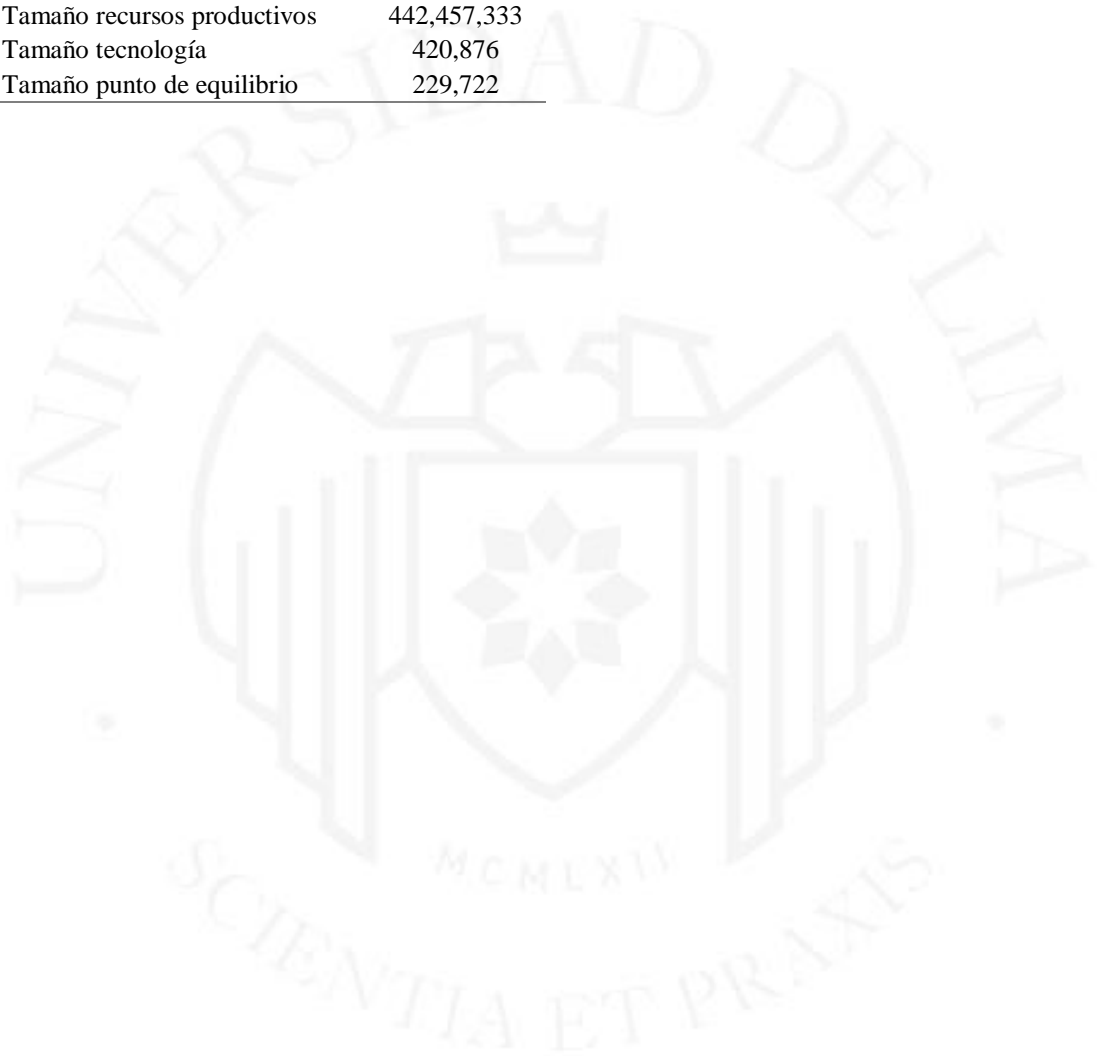 Tamaño recursos productivos 442,457,333
Tamaño tecnología 420,876
Tamaño punto de equilibrio 229,722
UNIVERSIDAD DE LIMA
MCMLXII
SCIENTIA ET PRAXIS